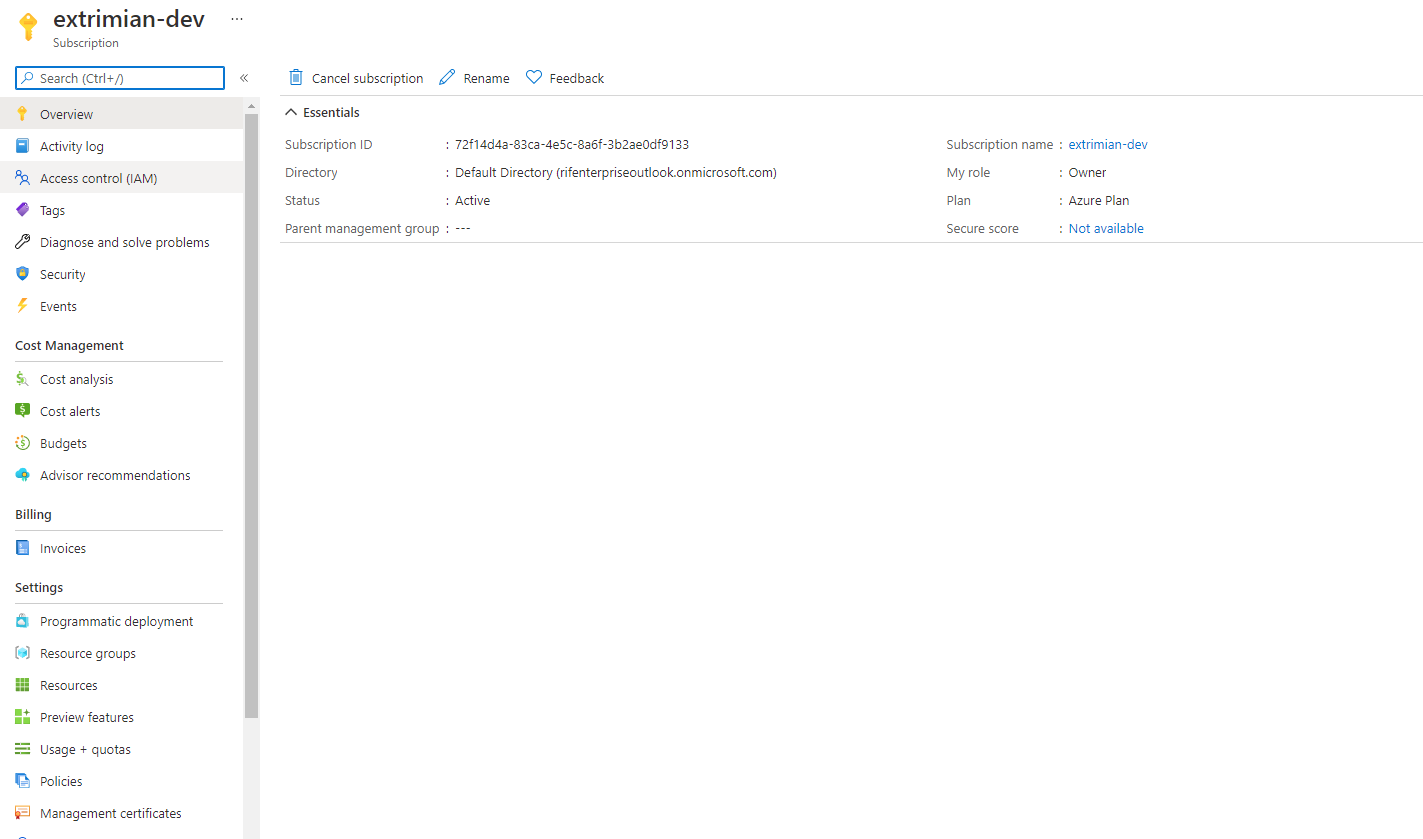 extrimian-dev ...
Subscription
Search (Ctrl+/) «
Overview
Activity log
Access control (IAM)
Tags
Diagnose and solve problems
Security
Events
Cost Management
Cost analysis
Cost alerts
Budgets
Advisor recommendations
Billing
Invoices
Settings
Programmatic deployment
Resource groups
Resources
Preview features
Usage + quotas
Policies
Management certificates
Cancel subscription Rename Feedback
Essentials
Subscription ID : 72f14d4a-83ca-4e5c-8a6f-3b2ae0df9133
Directory : Default Directory (rifenterpriseoutlook.onmicrosoft.com)
Status : Active
Parent management group : ---
Subscription name : extrimian-dev
My role : Owner
Plan : Azure Plan
Secure score : Not available